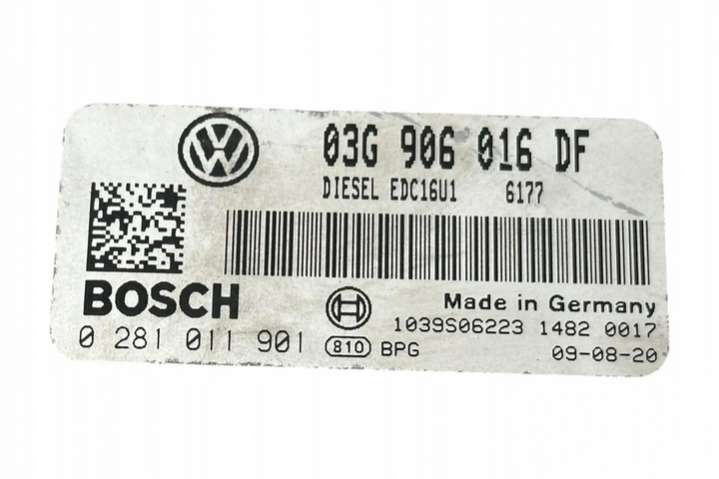 03G 906 016 DF
DIESEL EDC16U1 6177
BOSCH
Made in Germany
1039S06223 1482 0017
0 281 011 901 810 BPG 09-08-20